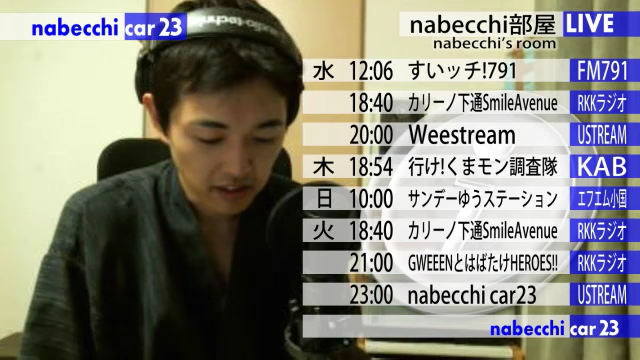 nabecchi car 23
audio-technica
nabecchi部屋 LIVE
nabecchi's room
水 12:06 すいッチ!791 FM791
18:40 カリーノ下通SmileAvenue RKKラジオ
20:00 Weestream USTREAM
木 18:54 行け!くまモン調査隊 KAB
日 10:00 サンデーゆうステーション エフエム小国
火 18:40 カリーノ下通SmileAvenue RKKラジオ
21:00 GWEEENとはばたけHEROES!! RKKラジオ
23:00 nabecchi car23 USTREAM
nabecchi car 23